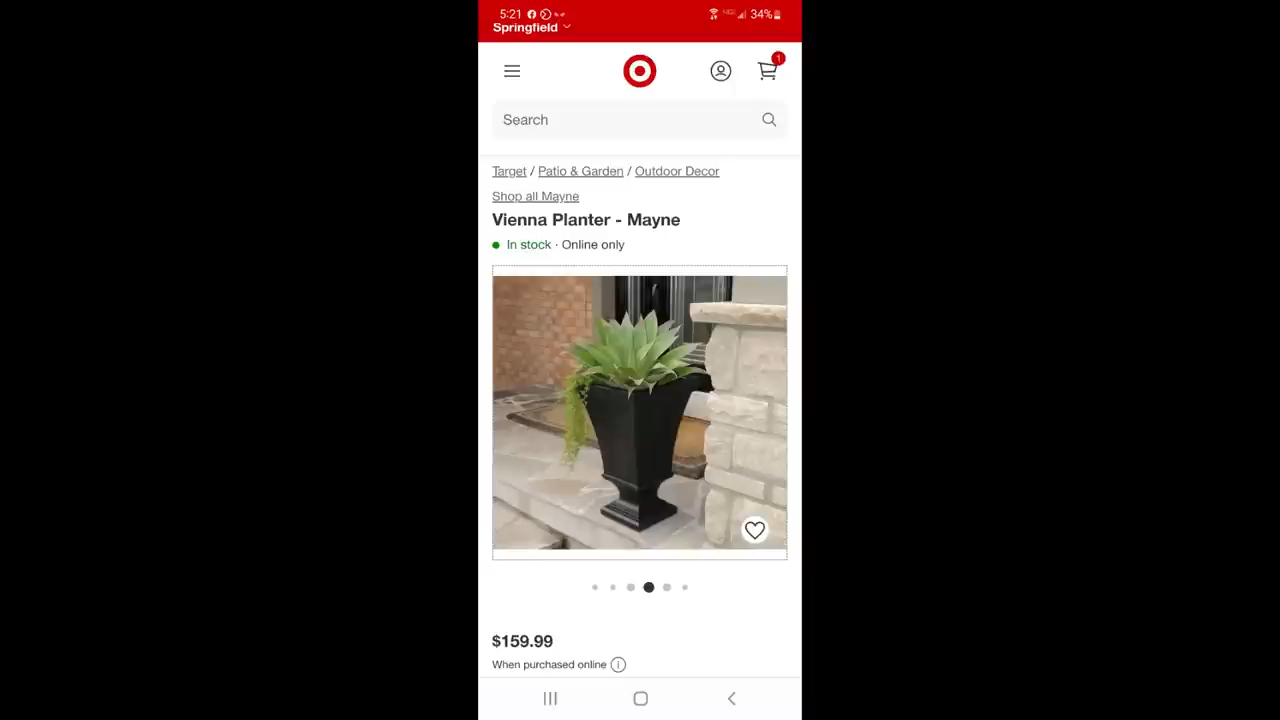 5:21
34%
Springfield
1
Search
Target / Patio & Garden / Outdoor Decor
Shop all Mayne
Vienna Planter - Mayne
In stock · Online only
$159.99
When purchased online